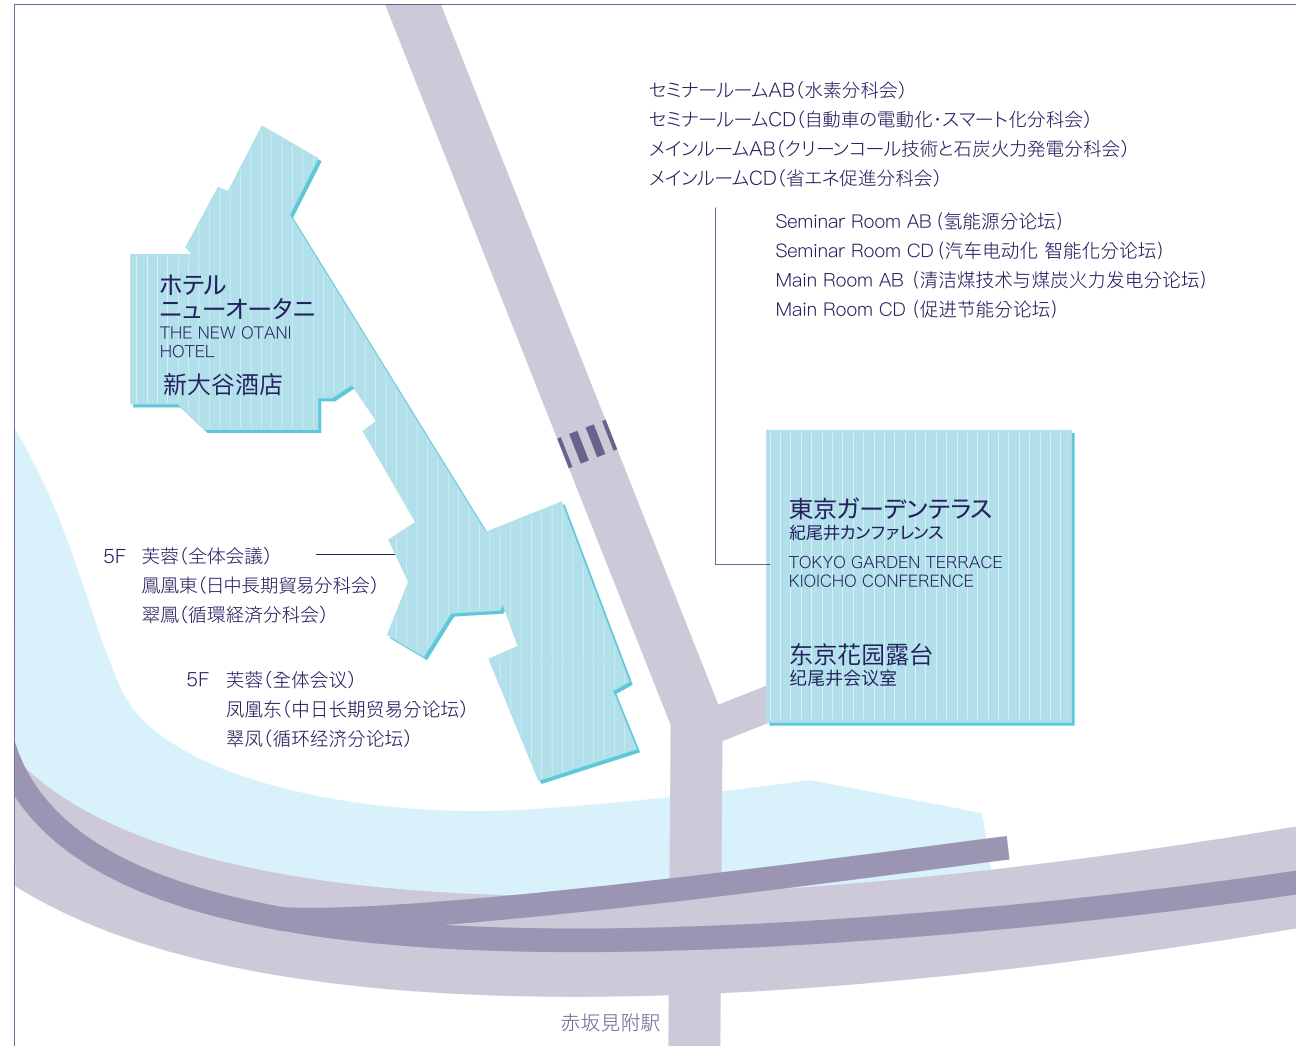 セミナールームAB（水素分科会）
セミナールームCD（自動車の電動化・スマート化分科会）
メインルームAB（クリーンコール技術と石炭火力発電分科会）
メインルームCD（省エネ促進分科会）
Seminar Room AB（氢能源分论坛）
Seminar Room CD（汽车电动化 智能化分论坛）
Main Room AB （清洁煤技术与煤炭火力发电分论坛）
Main Room CD （促进节能分论坛）
ホテル
ニューオータニ
THE NEW OTANI
HOTEL
新大谷酒店
東京ガーデンテラス
紀尾井カンファレンス
TOKYO GARDEN TERRACE
KIOICHO CONFERENCE
东京花园露台
纪尾井会议室
5F 芙蓉（全体会議）
鳳凰東（日中長期貿易分科会）
翠鳳（循環経済分科会）
5F 芙蓉（全体会议）
凤凰东（中日长期贸易分论坛）
翠凤（循环经济分论坛）
赤坂見附駅